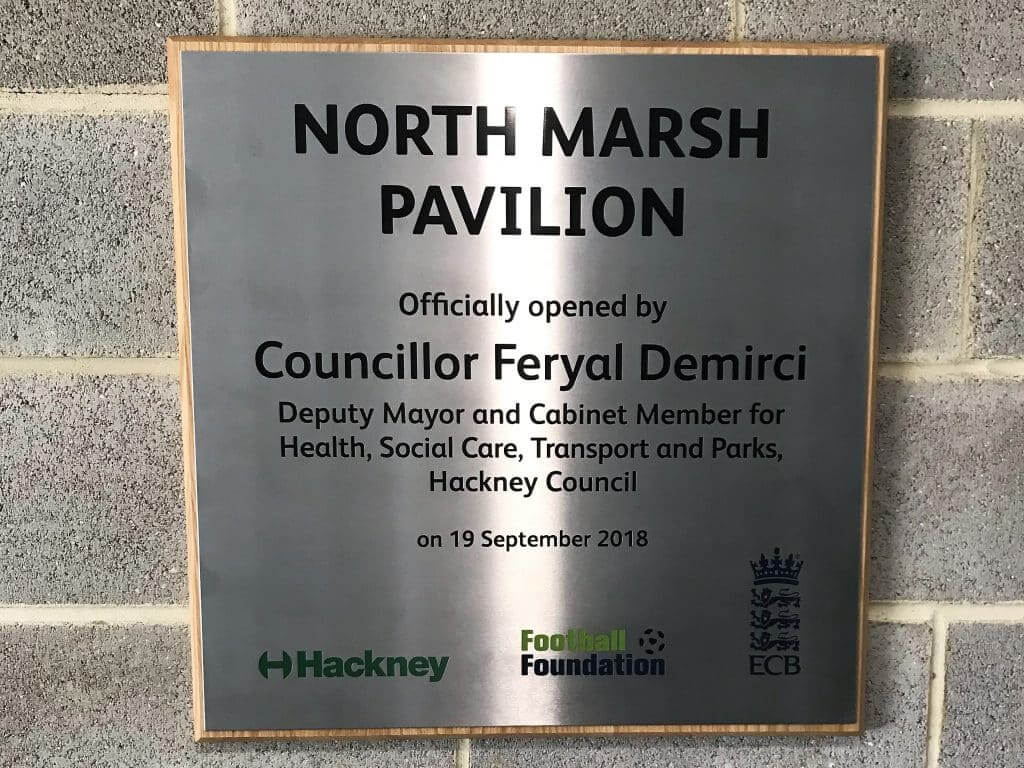 NORTH MARSH
PAVILION
Officially opened by
Councillor Feryal Demirci
Deputy Mayor and Cabinet Member for
Health, Social Care, Transport and Parks,
Hackney Council
on 19 September 2018
Hackney
Football
Foundation
ECB